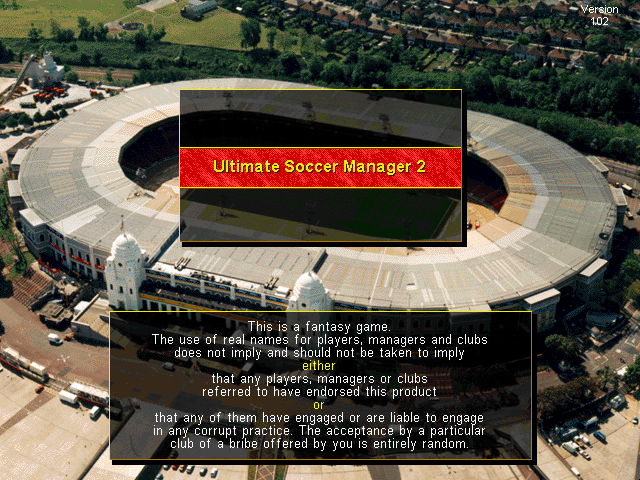 Version
1.02
Ultimate Soccer Manager 2
This is a fantasy game.
The use of real names for players, managers and clubs
does not imply and should not be taken to imply
either
that any players, managers or clubs
referred to have endorsed this product
or
that any of them have engaged or are liable to engage
in any corrupt practice. The acceptance by a particular
club of a bribe offered by you is entirely random.